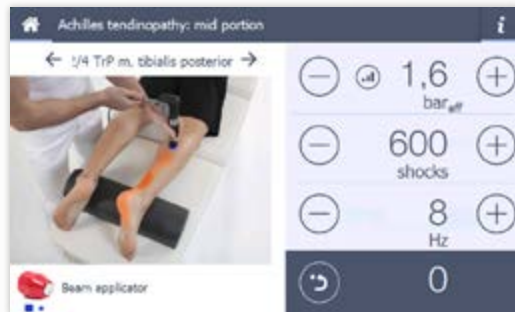 Achilles tendinopathy: mid portion
i
← 2/4 TrP m. tibialis posterior →
1,6
bar eff
600
shocks
8
Hz
0
Beam applicator